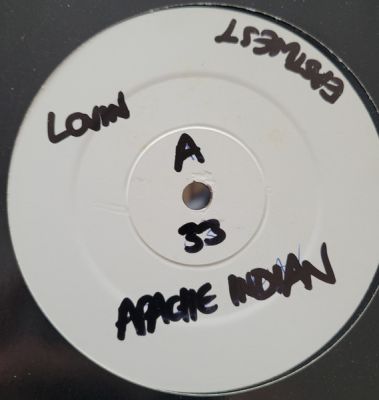 EASTWEST
LOVIN
A
33
APACHE INDIAN